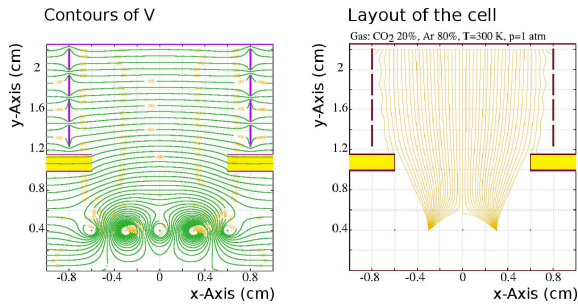 Contours of V
y-Axis (cm)
2
1.6
1.2
0.8
0.4
-0.8 -0.4 0 0.4 0.8
x-Axis (cm)
Layout of the cell
Gas: CO2 20%, Ar 80%, T=300 K, p=1 atm
y-Axis (cm)
2
1.6
1.2
0.8
0.4
-0.8 -0.4 0 0.4 0.8
x-Axis (cm)